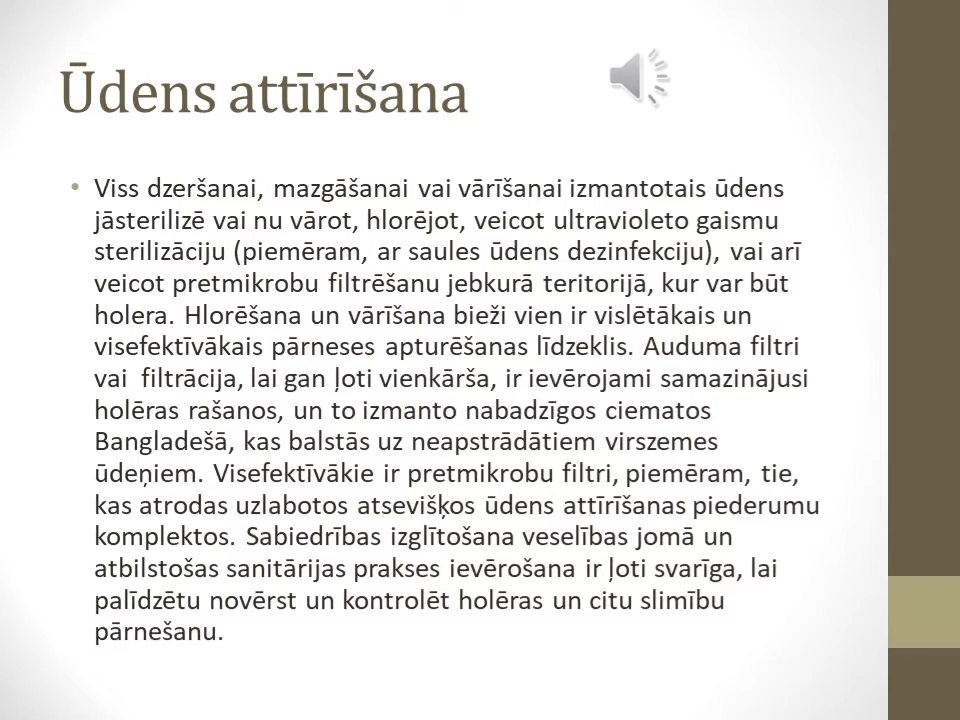 Ūdens attīrīšana
• Viss dzeršanai, mazgāšanai vai vārīšanai izmantotais ūdens
jāsterilizē vai nu vārot, hlorējot, veicot ultravioleto gaismu
sterilizāciju (piemēram, ar saules ūdens dezinfekciju), vai arī
veicot pretmikrobu filtrēšanu jebkurā teritorijā, kur var būt
holera. Hlorēšana un vārīšana bieži vien ir vislētākais un
visefektīvākais pārneses apturēšanas līdzeklis. Auduma filtri
vai  filtrācija, lai gan ļoti vienkārša, ir ievērojami samazinājusi
holēras rašanos, un to izmanto nabadzīgos ciematos
Bangladešā, kas balstās uz neapstrādātiem virszemes
ūdeņiem. Visefektīvākie ir pretmikrobu filtri, piemēram, tie,
kas atrodas uzlabotos atsevišķos ūdens attīrīšanas piederumu
komplektos. Sabiedrības izglītošana veselības jomā un
atbilstošas sanitārijas prakses ievērošana ir ļoti svarīga, lai
palīdzētu novērst un kontrolēt holēras un citu slimību
pārnešanu.